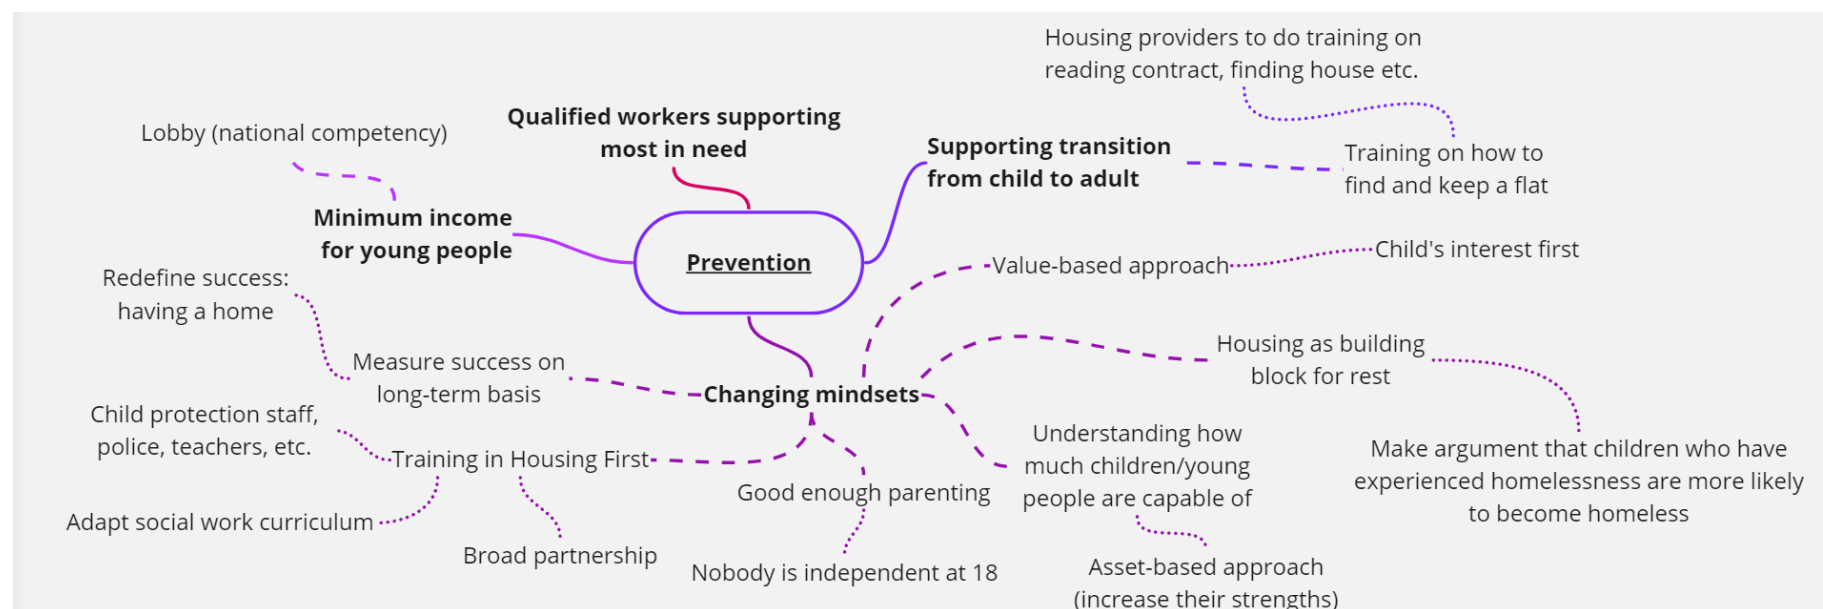 Housing providers to do training on
reading contract, finding house etc.
Qualified workers supporting
most in need
Lobby (national competency)
Supporting transition
from child to adult
Training on how to
find and keep a flat
Minimum income
for young people
Prevention
Value-based approach
Child's interest first
Redefine success:
having a home
Measure success on
long-term basis
Changing mindsets
Housing as building
block for rest
Child protection staff,
police, teachers, etc.
Training in Housing First
Understanding how
much children/young
people are capable of
Make argument that children who have
experienced homelessness are more likely
to become homeless
Good enough parenting
Adapt social work curriculum
Broad partnership
Nobody is independent at 18
Asset-based approach
(increase their strengths)